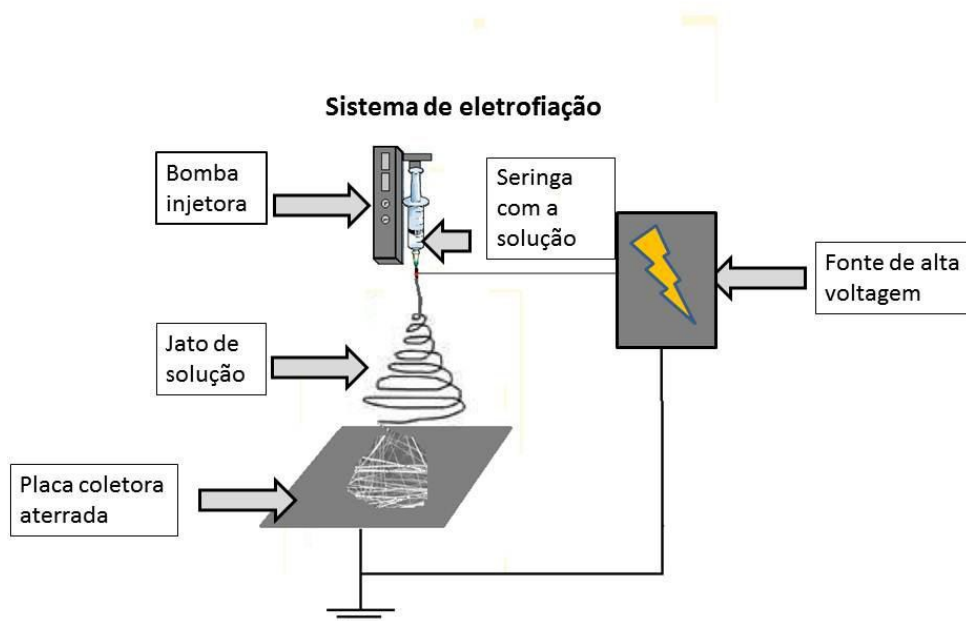 Sistema de eletrofiação
Bomba
injetora
Seringa
com a
solução
Fonte de alta
voltagem
Jato de
solução
Placa coletora
aterrada